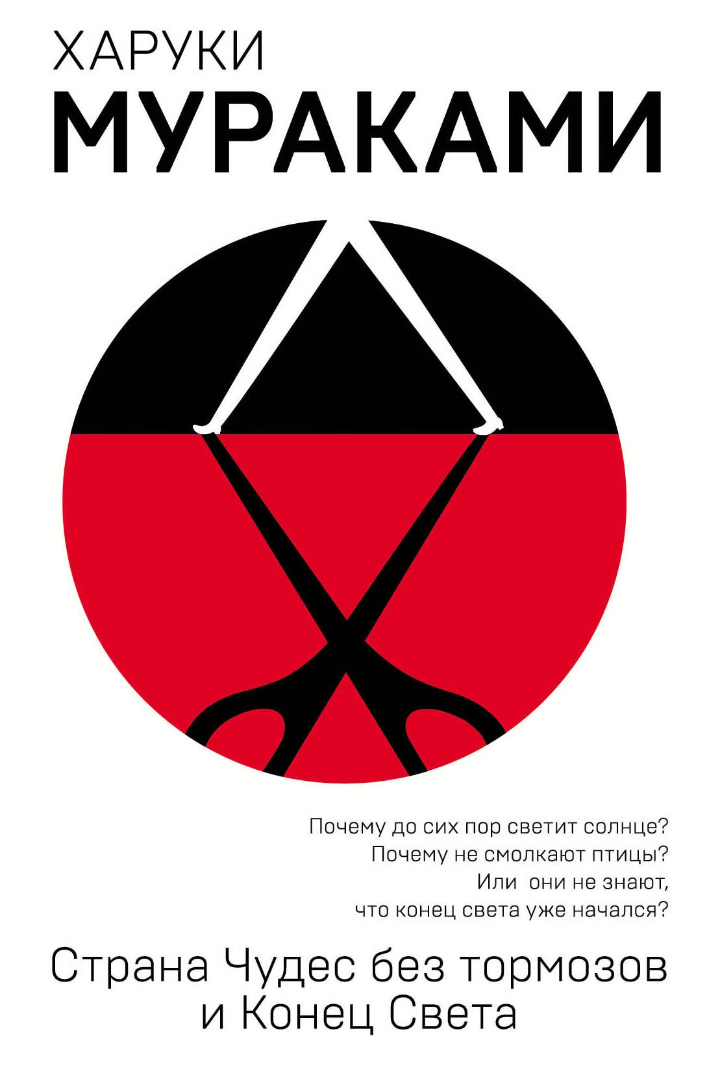 ХАРУКИ
МУРАКАМИ
Почему до сих пор светит солнце?
Почему не смолкают птицы?
Или они не знают,
что конец света уже начался?
Страна Чудес без тормозов
и Конец Света